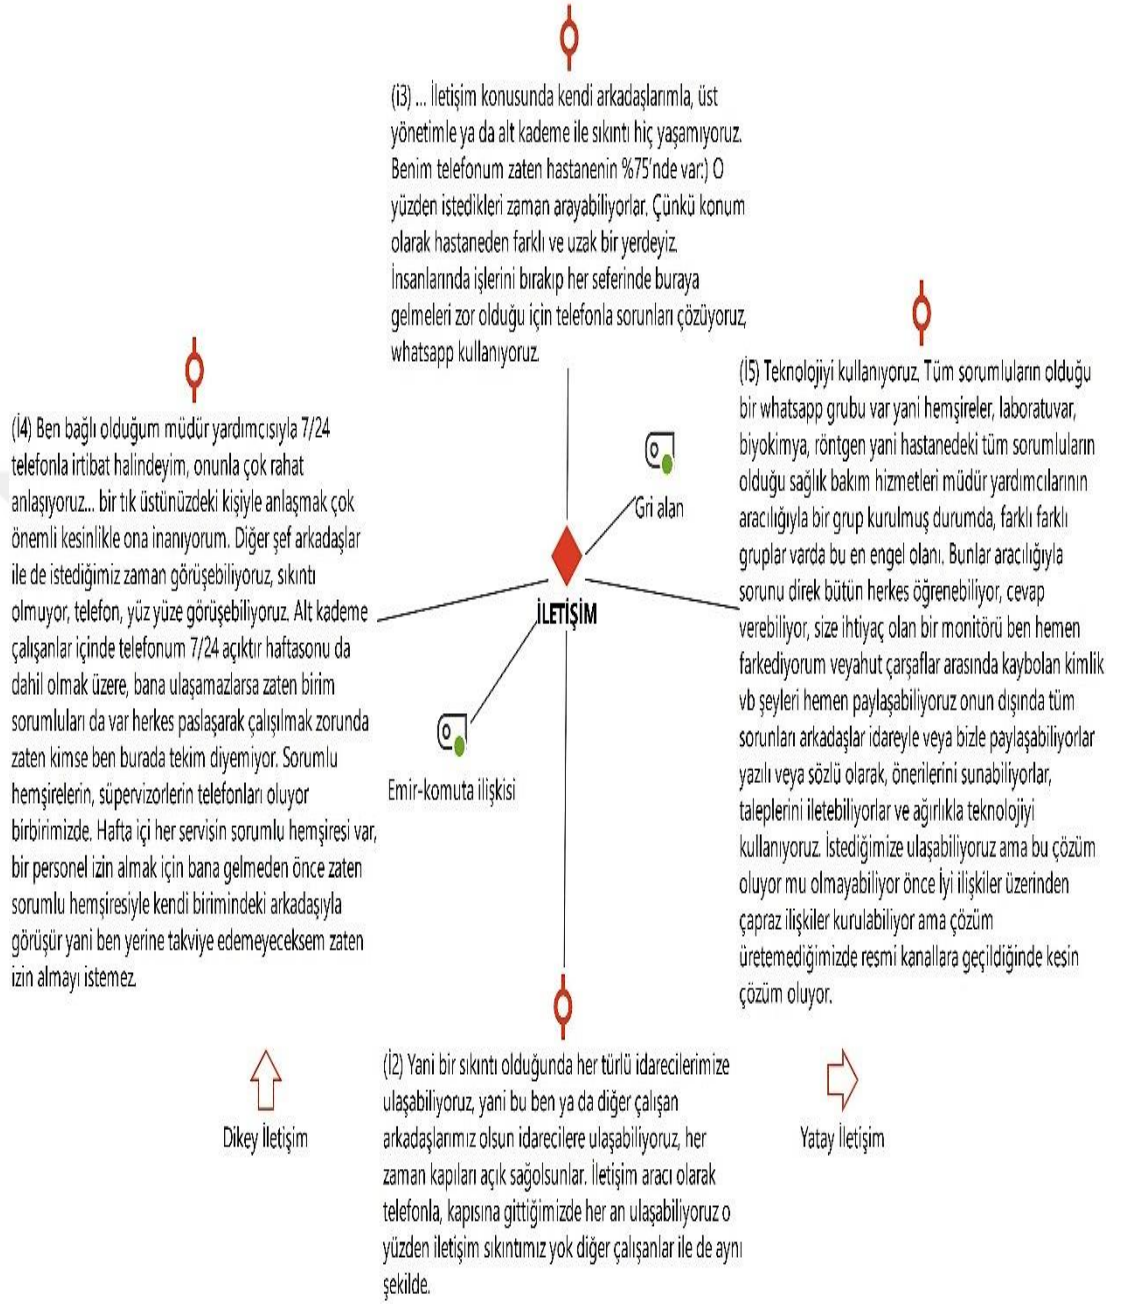 (i3) ... İletişim konusunda kendi arkadaşlarımla, üst
yönetimle ya da alt kademe ile sıkıntı hiç yaşamıyoruz.
Benim telefonum zaten hastanenin %75'nde var:) O
yüzden istedikleri zaman arayabiliyorlar. Çünkü konum
olarak hastaneden farklı ve uzak bir yerdeyiz.
İnsanlarında işlerini bırakıp her seferinde buraya
gelmeleri zor olduğu için telefonla sorunları çözüyoruz,
whatsapp kullanıyoruz.
(İ4) Ben bağlı olduğum müdür yardımcısıyla 7/24
telefonla irtibat halindeyim, onunla çok rahat
anlaşıyoruz... bir tık üstünüzdeki kişiyle anlaşmak çok
önemli kesinlikle ona inanıyorum. Diğer şef arkadaşlar
ile de istediğimiz zaman görüşebiliyoruz, sıkıntı
olmuyor, telefon, yüz yüze görüşebiliyoruz. Alt kademe
çalışanlar içinde telefonum 7/24 açıktır haftasonu da
dahil olmak üzere, bana ulaşamazlarsa zaten birim
sorumluları da var herkes paslaşarak çalışılmak zorunda
zaten kimse ben burada tekim diyemiyor. Sorumlu
hemşirelerin, süpervizorlerin telefonları oluyor
birbirimizde. Hafta içi her servisin sorumlu hemşiresi var,
bir personel izin almak için bana gelmeden önce zaten
sorumlu hemşiresiyle kendi birimindeki arkadaşıyla
görüşür yani ben yerine takviye edemeyeceksem zaten
izin almayı istemez.
Gri alan
İLETİŞİM
Emir-komuta ilişkisi
(İ5) Teknolojiyi kullanıyoruz. Tüm sorumluların olduğu
bir whatsapp grubu var yani hemşireler, laboratuvar,
biyokimya, röntgen yani hastanedeki tüm sorumluların
olduğu sağlık bakım hizmetleri müdür yardımcılarının
aracılığıyla bir grup kurulmuş durumda, farklı farklı
gruplar varda bu en engel olanı. Bunlar aracılığıyla
sorunu direk bütün herkes öğrenebiliyor, cevap
verebiliyor, size ihtiyaç olan bir monitörü ben hemen
farkediyorum veyahut çarşaflar arasında kaybolan kimlik
vb şeyleri hemen paylaşabiliyoruz onun dışında tüm
sorunları arkadaşlar idareyle veya bizle paylaşabiliyorlar
yazılı veya sözlü olarak, önerilerini sunabiliyorlar,
taleplerini iletebiliyorlar ve ağırlıkla teknolojiyi
kullanıyoruz. İstediğimize ulaşabiliyoruz ama bu çözüm
oluyor mu olmayabiliyor önce İyi ilişkiler üzerinden
çapraz ilişkiler kurulabiliyor ama çözüm
üretemediğimizde resmi kanallara geçildiğinde kesin
çözüm oluyor.
Dikey İletişim
(İ2) Yani bir sıkıntı olduğunda her türlü idarecilerimize
ulaşabiliyoruz, yani bu ben ya da diğer çalışan
arkadaşlarımız olsun idarecilere ulaşabiliyoruz, her
zaman kapıları açık sağolsunlar. İletişim aracı olarak
telefonla, kapısına gittiğimizde her an ulaşabiliyoruz o
yüzden iletişim sıkıntımız yok diğer çalışanlar ile de aynı
şekilde.
Yatay İletişim